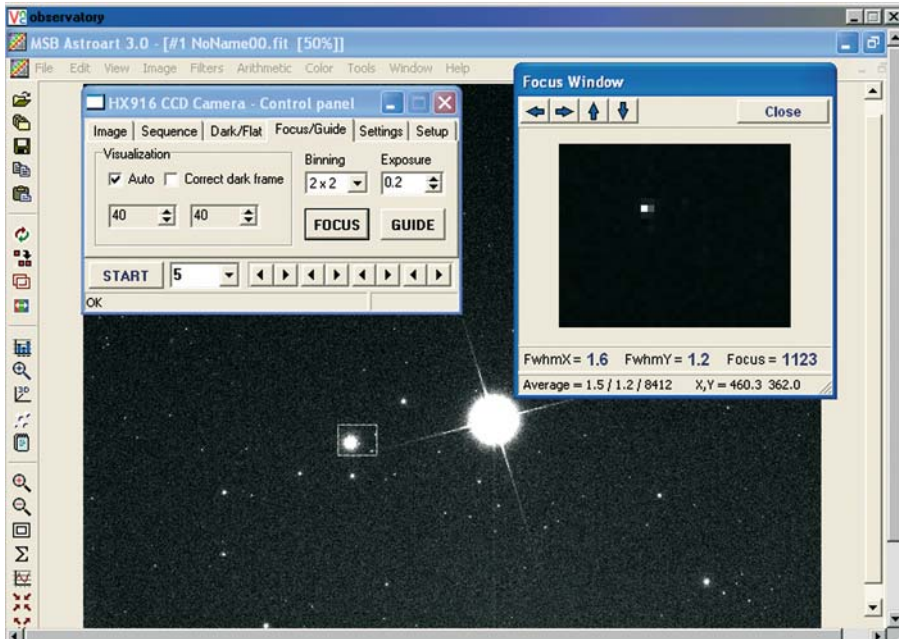 V2 observatory
MSB Astroart 3.0 - [#1 NoName00.fit [50%]]
File Edit View Image Filters Arithmetic Color Tools Window Help
HX916 CCD Camera - Control panel
Image Sequence Dark/Flat Focus/Guide Settings Setup
Visualization
Auto Correct dark frame
40 40
Binning Exposure
2 x 2 0.2
FOCUS GUIDE
START 5
OK
Focus Window
Close
FwhmX = 1.6 FwhmY = 1.2 Focus = 1123
Average = 1.5 / 1.2 / 8412 X,Y = 460.3 362.0
3D
Σ